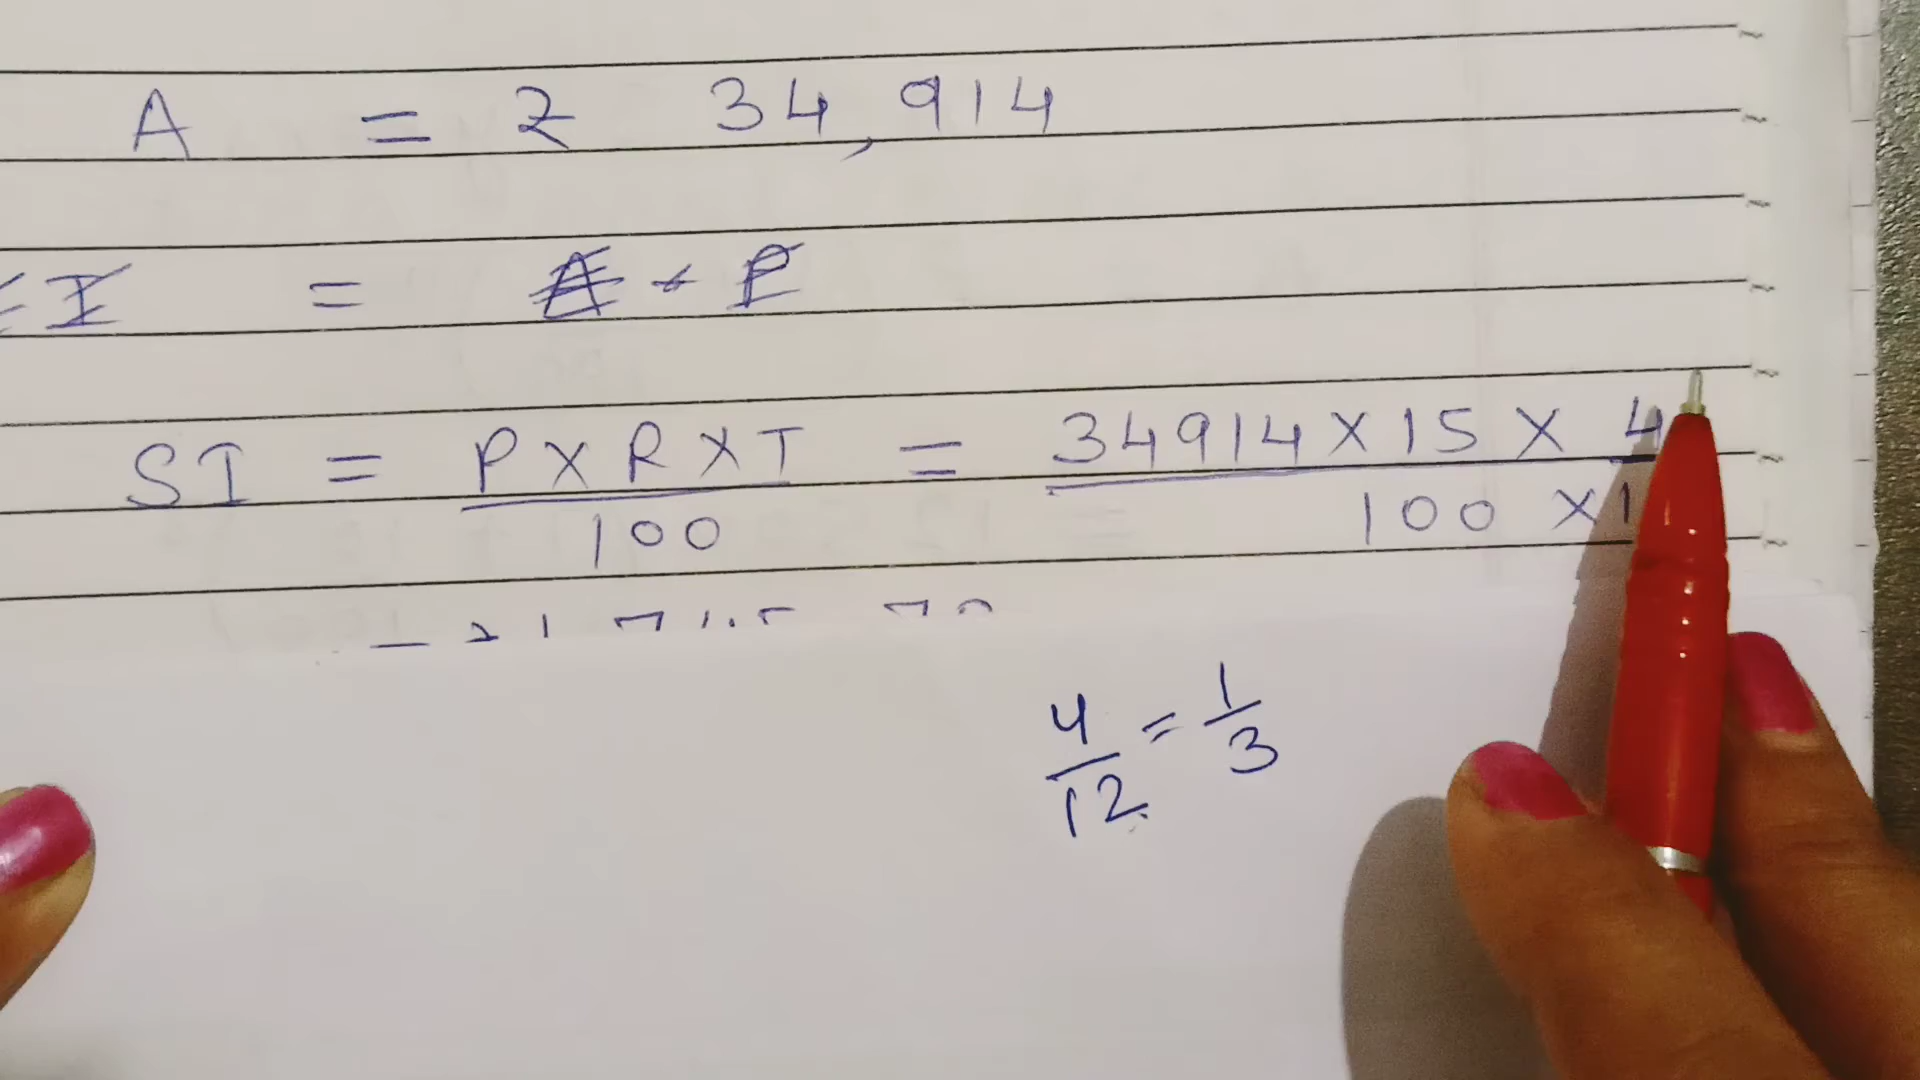 A = ₹ 34,914
I = A - P
SI = P X R X T / 100 = 34914 X 15 X 4 / 100 X 1
4/12 = 1/3